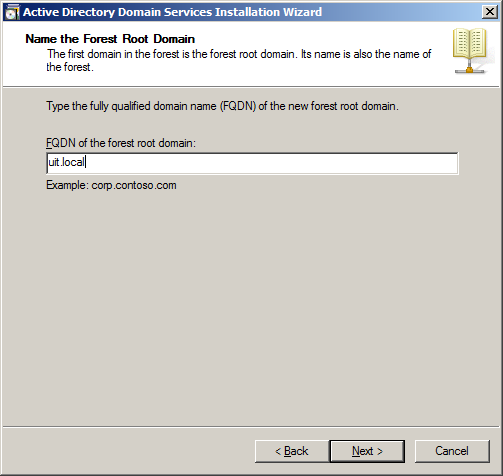 Active Directory Domain Services Installation Wizard
Name the Forest Root Domain
The first domain in the forest is the forest root domain. Its name is also the name of
the forest.
Type the fully qualified domain name (FQDN) of the new forest root domain.
FQDN of the forest root domain:
uit.local
Example: corp.contoso.com
< Back Next > Cancel